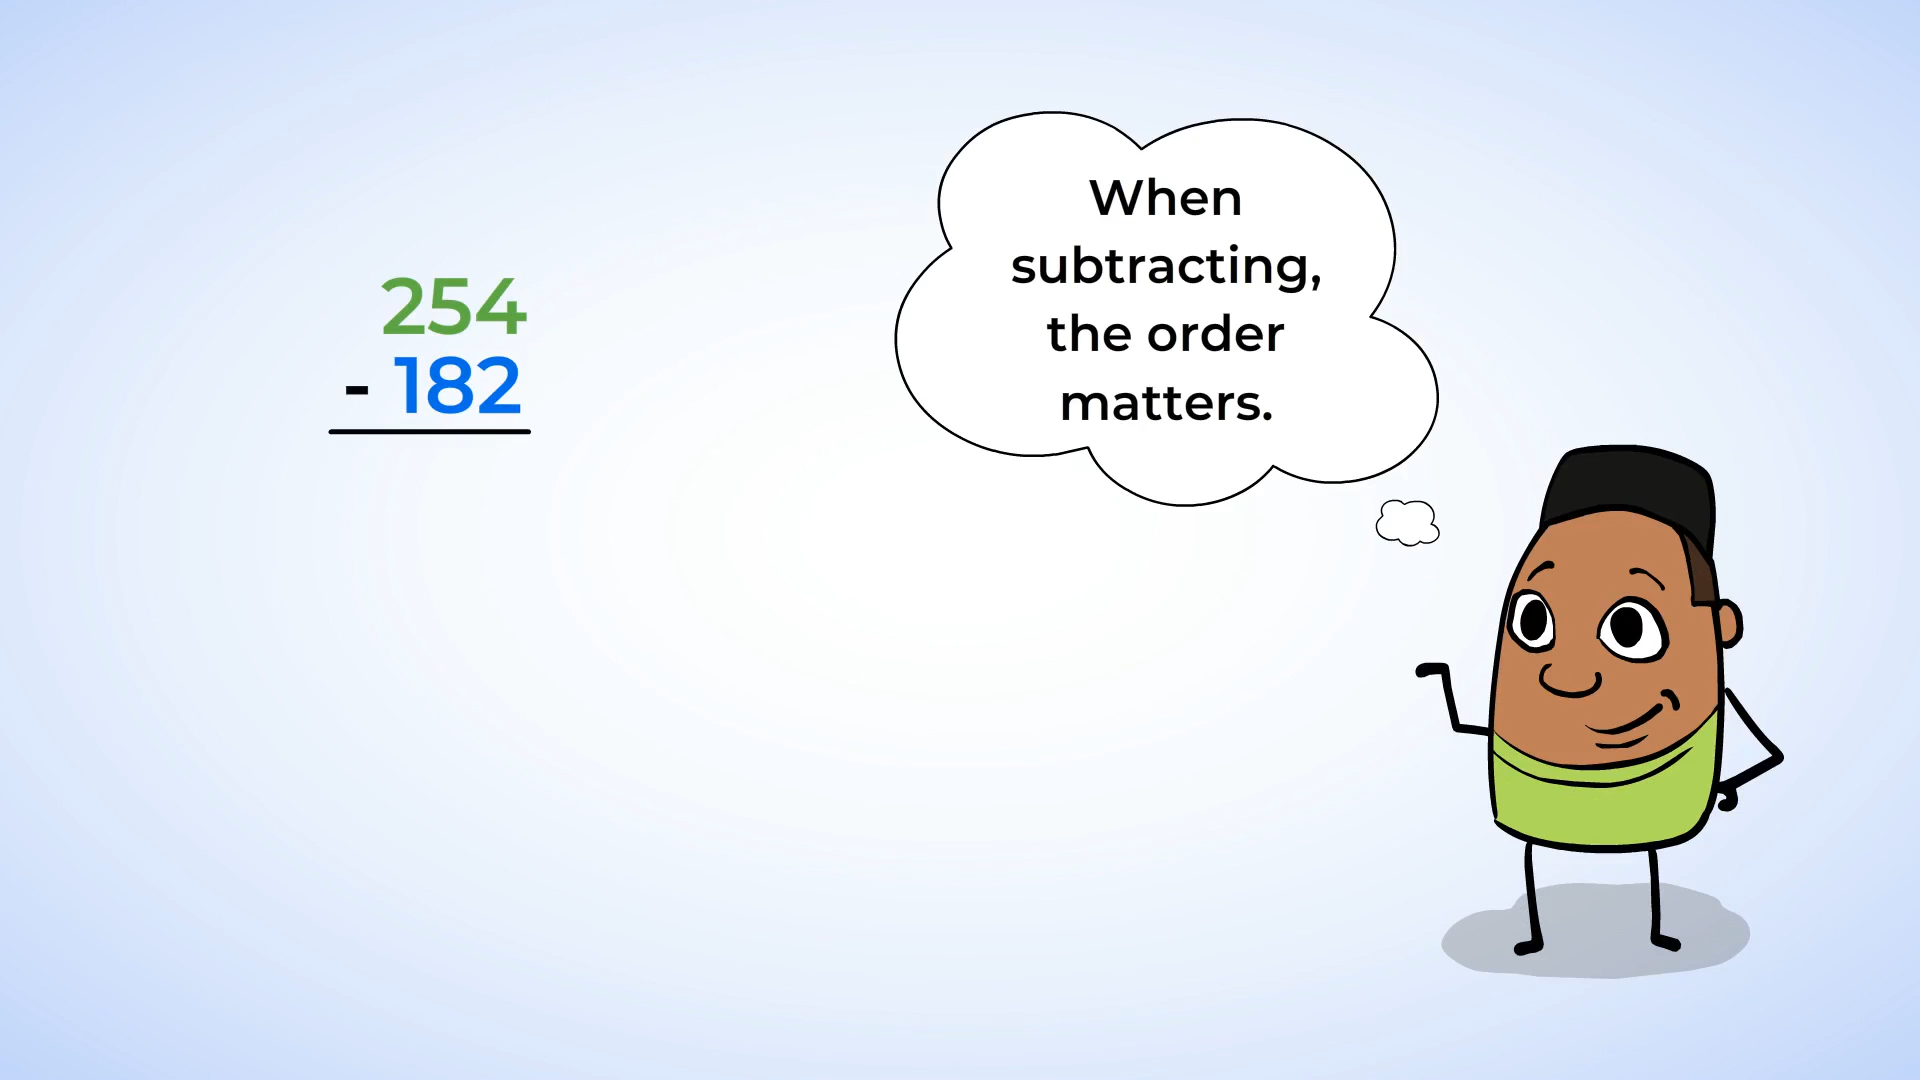 254
- 182
When
subtracting,
the order
matters.